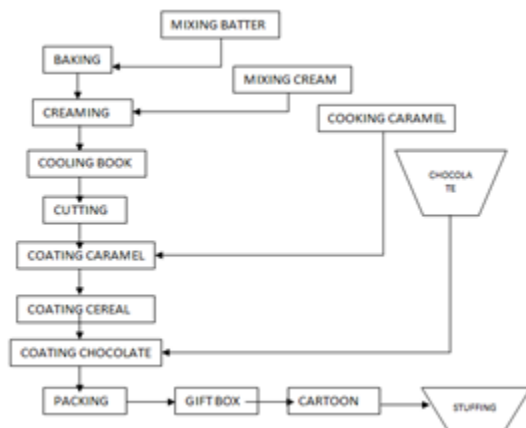 MIXING BATTER
BAKING
MIXING CREAM
CREAMING
COOKING CARAMEL
COOLING BOOK
CHOCOLA
TE
CUTTING
COATING CARAMEL
COATING CEREAL
COATING CHOCOLATE
PACKING
GIFT BOX
CARTOON
STUFFING